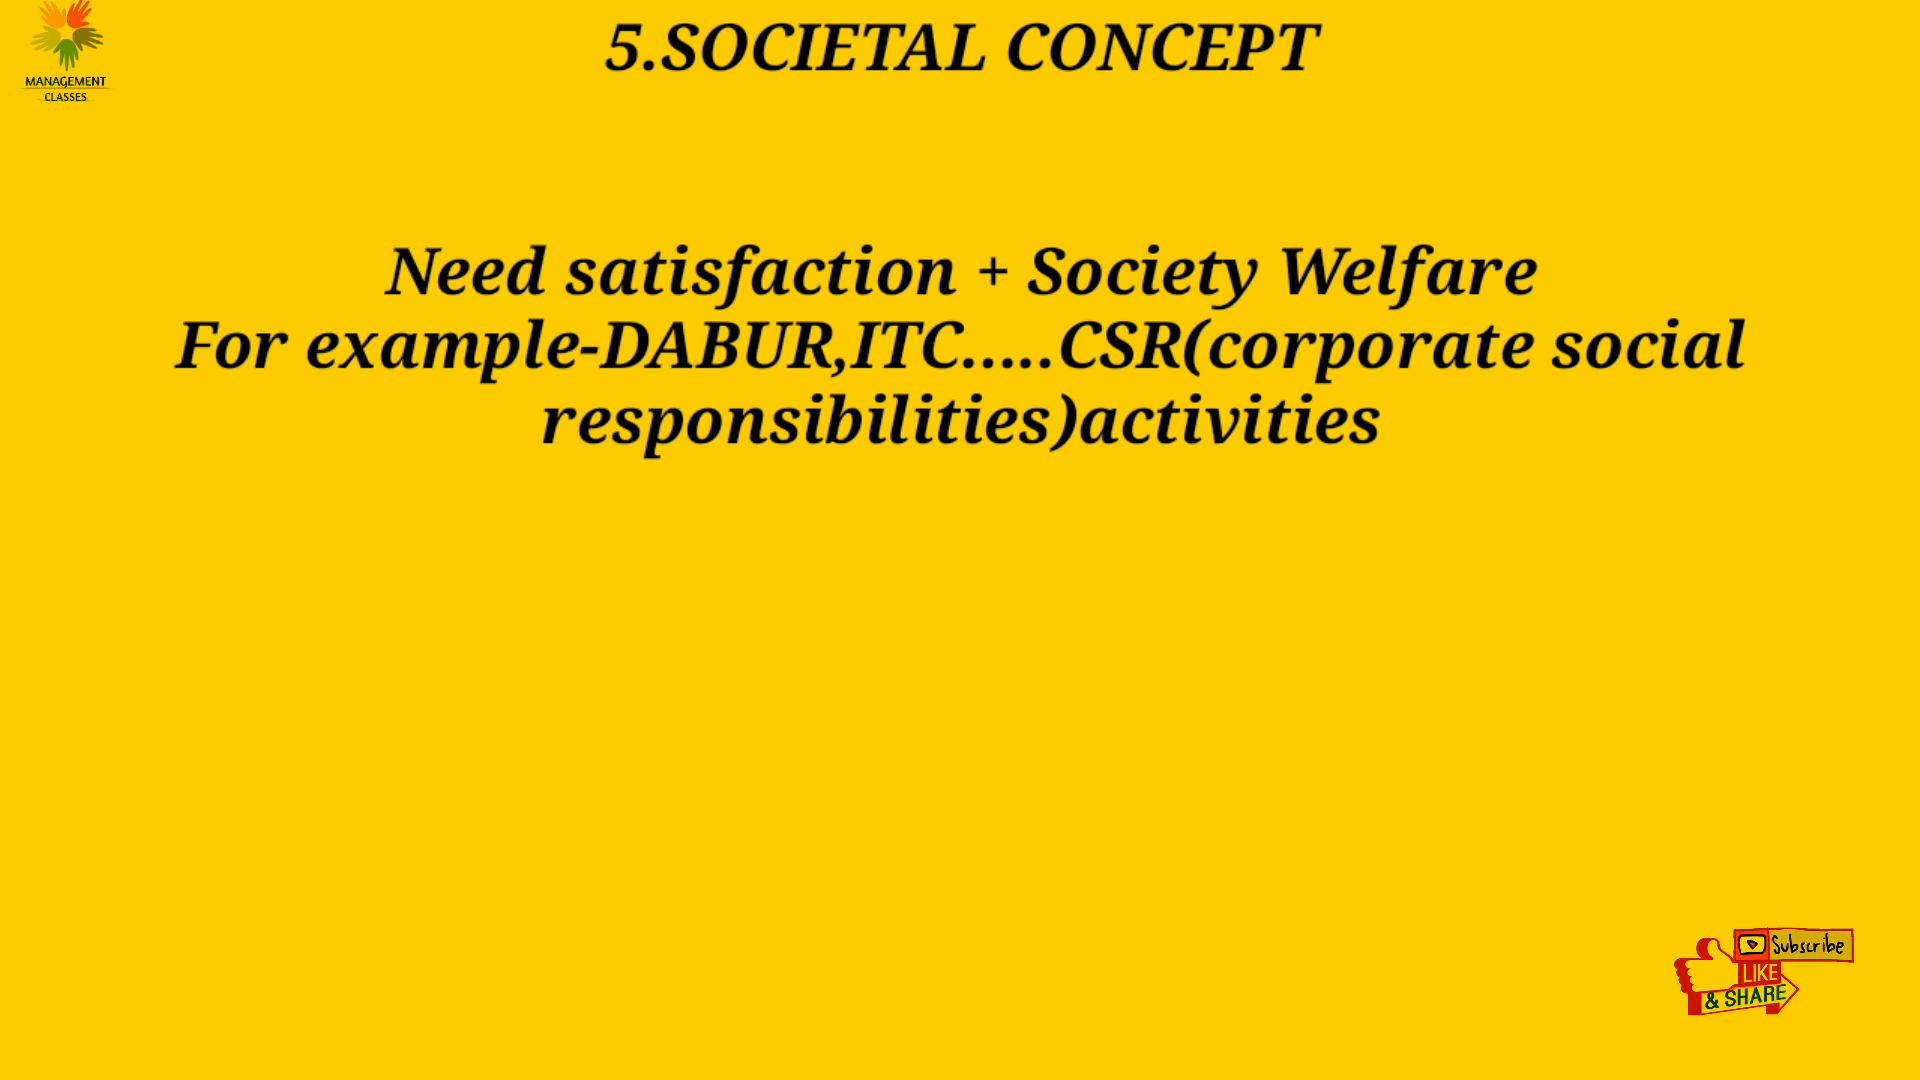 MANAGEMENT
CLASSES
5.SOCIETAL CONCEPT
Need satisfaction + Society Welfare
For example-DABUR,ITC.....CSR(corporate social
responsibilities)activities
Subscribe
LIKE
& SHARE